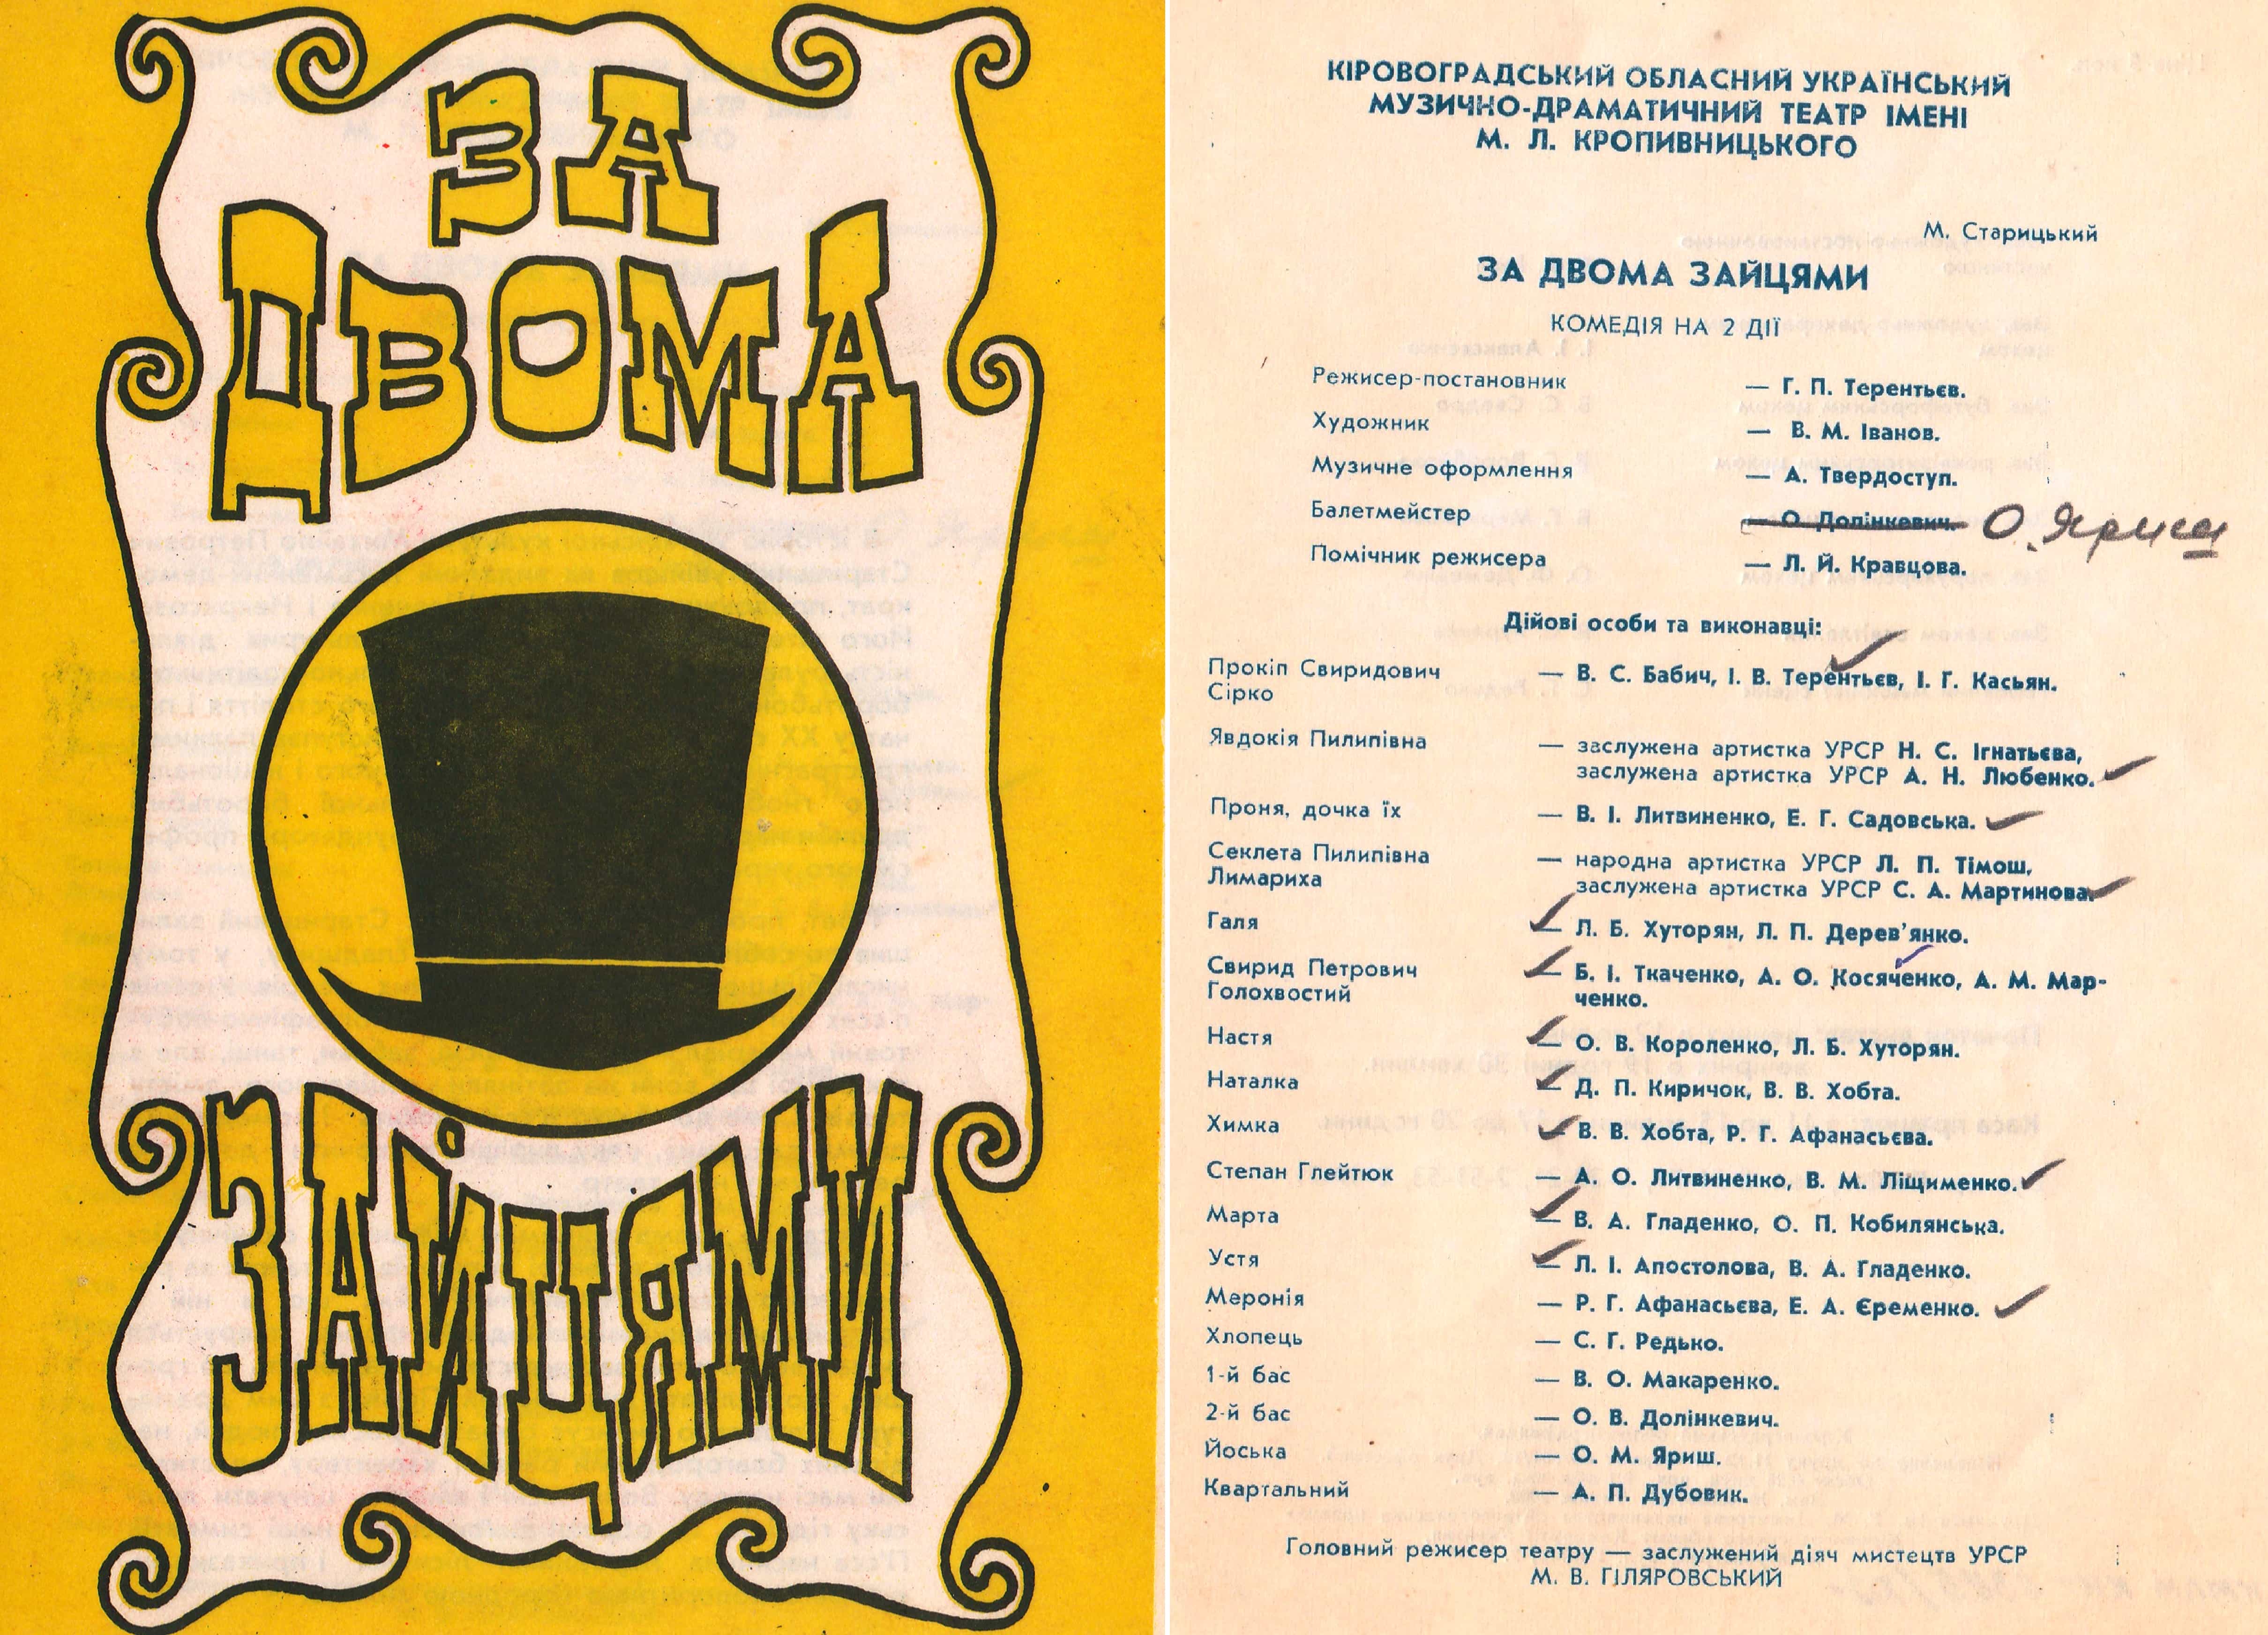 ЗА
ДВОМА
ЗАЙЦЯМИ
КІРОВОГРАДСЬКИЙ ОБЛАСНИЙ УКРАЇНСЬКИЙ
МУЗИЧНО-ДРАМАТИЧНИЙ ТЕАТР ІМЕНІ
М. Л. КРОПИВНИЦЬКОГО
М. Старицький
ЗА ДВОМА ЗАЙЦЯМИ
КОМЕДІЯ НА 2 ДІЇ
Режисер-постановник — Г. П. Терентьєв.
Художник — В. М. Іванов.
Музичне оформлення — А. Твердоступ.
Балетмейстер — О. Долінкевич. О. Яриш
Помічник режисера — Л. Й. Кравцова.
Дійові особи та виконавці:
Прокіп Свиридович — В. С. Бабич, І. В. Терентьєв, І. Г. Касьян.
Сірко
Явдокія Пилипівна — заслужена артистка УРСР Н. С. Ігнатьєва,
заслужена артистка УРСР А. Н. Любенко.
Проня, дочка їх — В. І. Литвиненко, Е. Г. Садовська.
Секлета Пилипівна — народна артистка УРСР Л. П. Тімош,
Лимариха заслужена артистка УРСР С. А. Мартинова.
Галя — Л. Б. Хуторян, Л. П. Дерев'янко.
Свирид Петрович — Б. І. Ткаченко, А. О. Косяченко, А. М. Мар-
Голохвостий ченко.
Настя — О. В. Короленко, Л. Б. Хуторян.
Наталка — Д. П. Киричок, В. В. Хобта.
Химка — В. В. Хобта, Р. Г. Афанасьєва.
Степан Глейтюк — А. О. Литвиненко, В. М. Ліщименко.
Марта — В. А. Гладенко, О. П. Кобилянська.
Устя — Л. І. Апостолова, В. А. Гладенко.
Меронія — Р. Г. Афанасьєва, Е. А. Єременко.
Хлопець — С. Г. Редько.
1-й бас — В. О. Макаренко.
2-й бас — О. В. Долінкевич.
Йоська — О. М. Яриш.
Квартальний — А. П. Дубовик.
Головний режисер театру — заслужений діяч мистецтв УРСР
М. В. ГІЛЯРОВСЬКИЙ